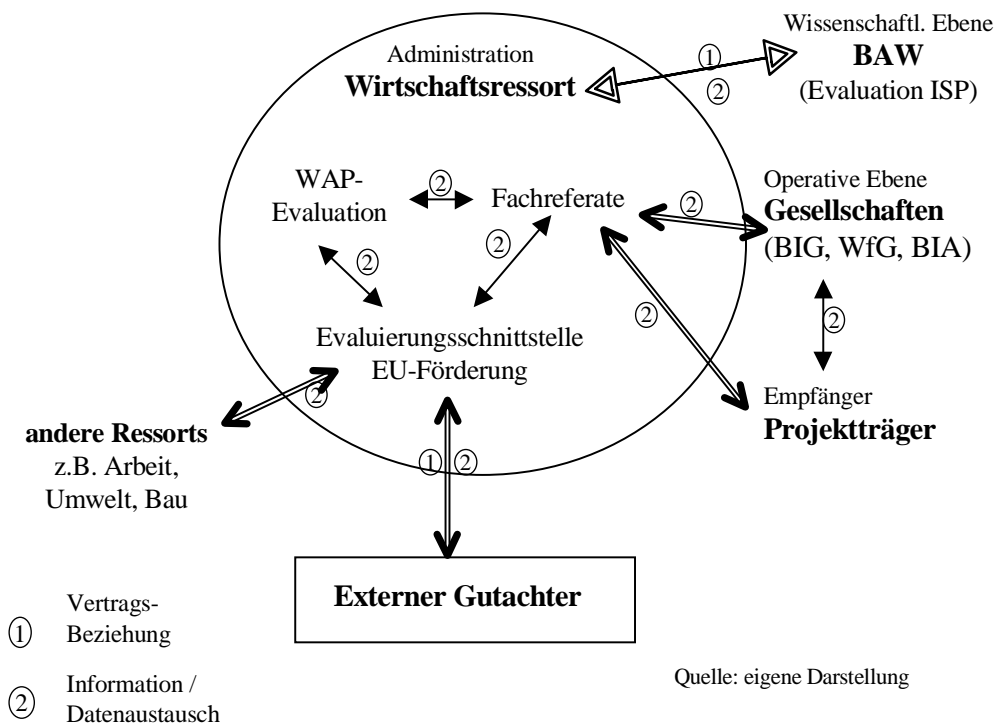 Wissenschaftl. Ebene
BAW
(Evaluation ISP)
Administration
Wirtschaftsressort
①
②
WAP-
Evaluation
②
Fachreferate
②
②
Operative Ebene
Gesellschaften
(BIG, WfG, BIA)
②
②
②
②
Evaluierungsschnittstelle
EU-Förderung
Empfänger
Projektträger
②
andere Ressorts
z.B. Arbeit,
Umwelt, Bau
① ②
Externer Gutachter
① Vertrags-
Beziehung
② Information /
Datenaustausch
Quelle: eigene Darstellung